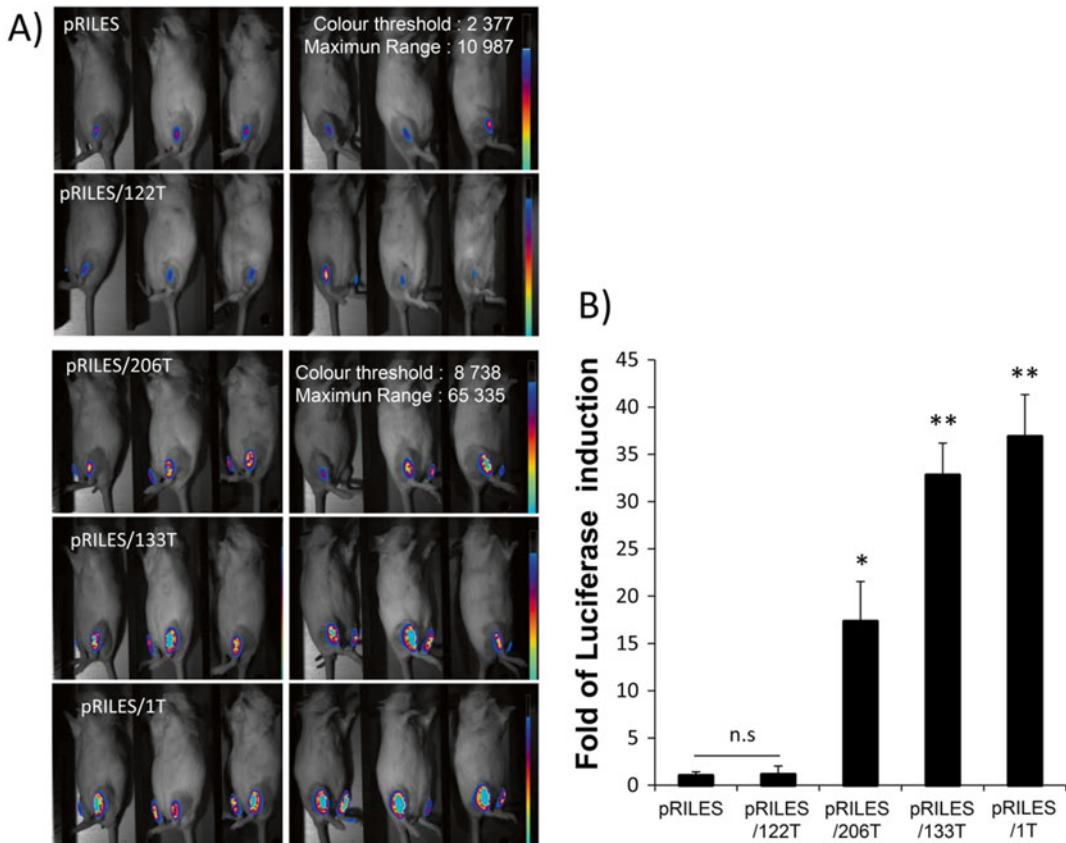 A)
pRILES
Colour threshold : 2 377
Maximun Range : 10 987
pRILES/122T
pRILES/206T
Colour threshold : 8 738
Maximun Range : 65 335
pRILES/133T
pRILES/1T
B)
Fold of Luciferase induction
45
40
35
30
25
20
15
10
5
0
n.s
*
**
**
pRILES
pRILES
/122T
pRILES
/206T
pRILES
/133T
pRILES
/1T